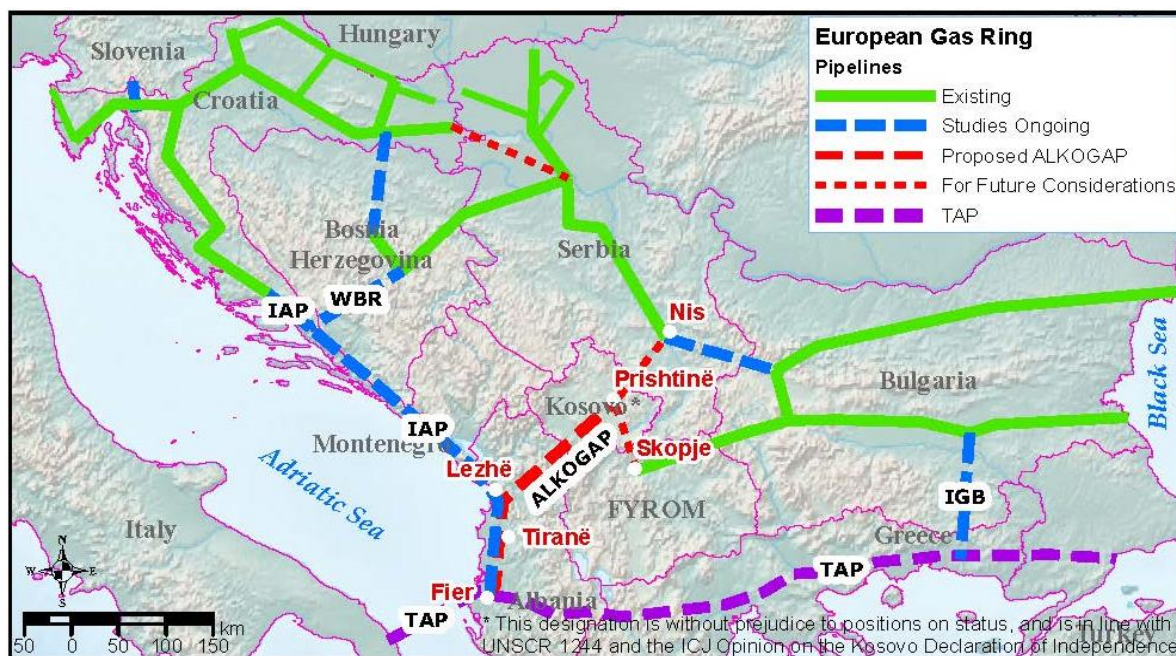 European Gas Ring
Pipelines
Existing
Studies Ongoing
Proposed ALKOGAP
For Future Considerations
TAP
Slovenia
Hungary
Croatia
Bosnia
Herzegovina
Serbia
IAP
WBR
Nis
Prishtinë
Bulgaria
Black Sea
Kosovo *
IAP
Montenegro
Skopje
Lezhë
ALKOGAP
Adriatic Sea
FYROM
IGB
Italy
Tiranë
Greece
TAP
N
W E
S
Fier
Albania
TAP
50 0 50 100 150 km
* This designation is without prejudice to positions on status, and is in line with
UNSCR 1244 and the ICJ Opinion on the Kosovo Declaration of Independence
Turkey